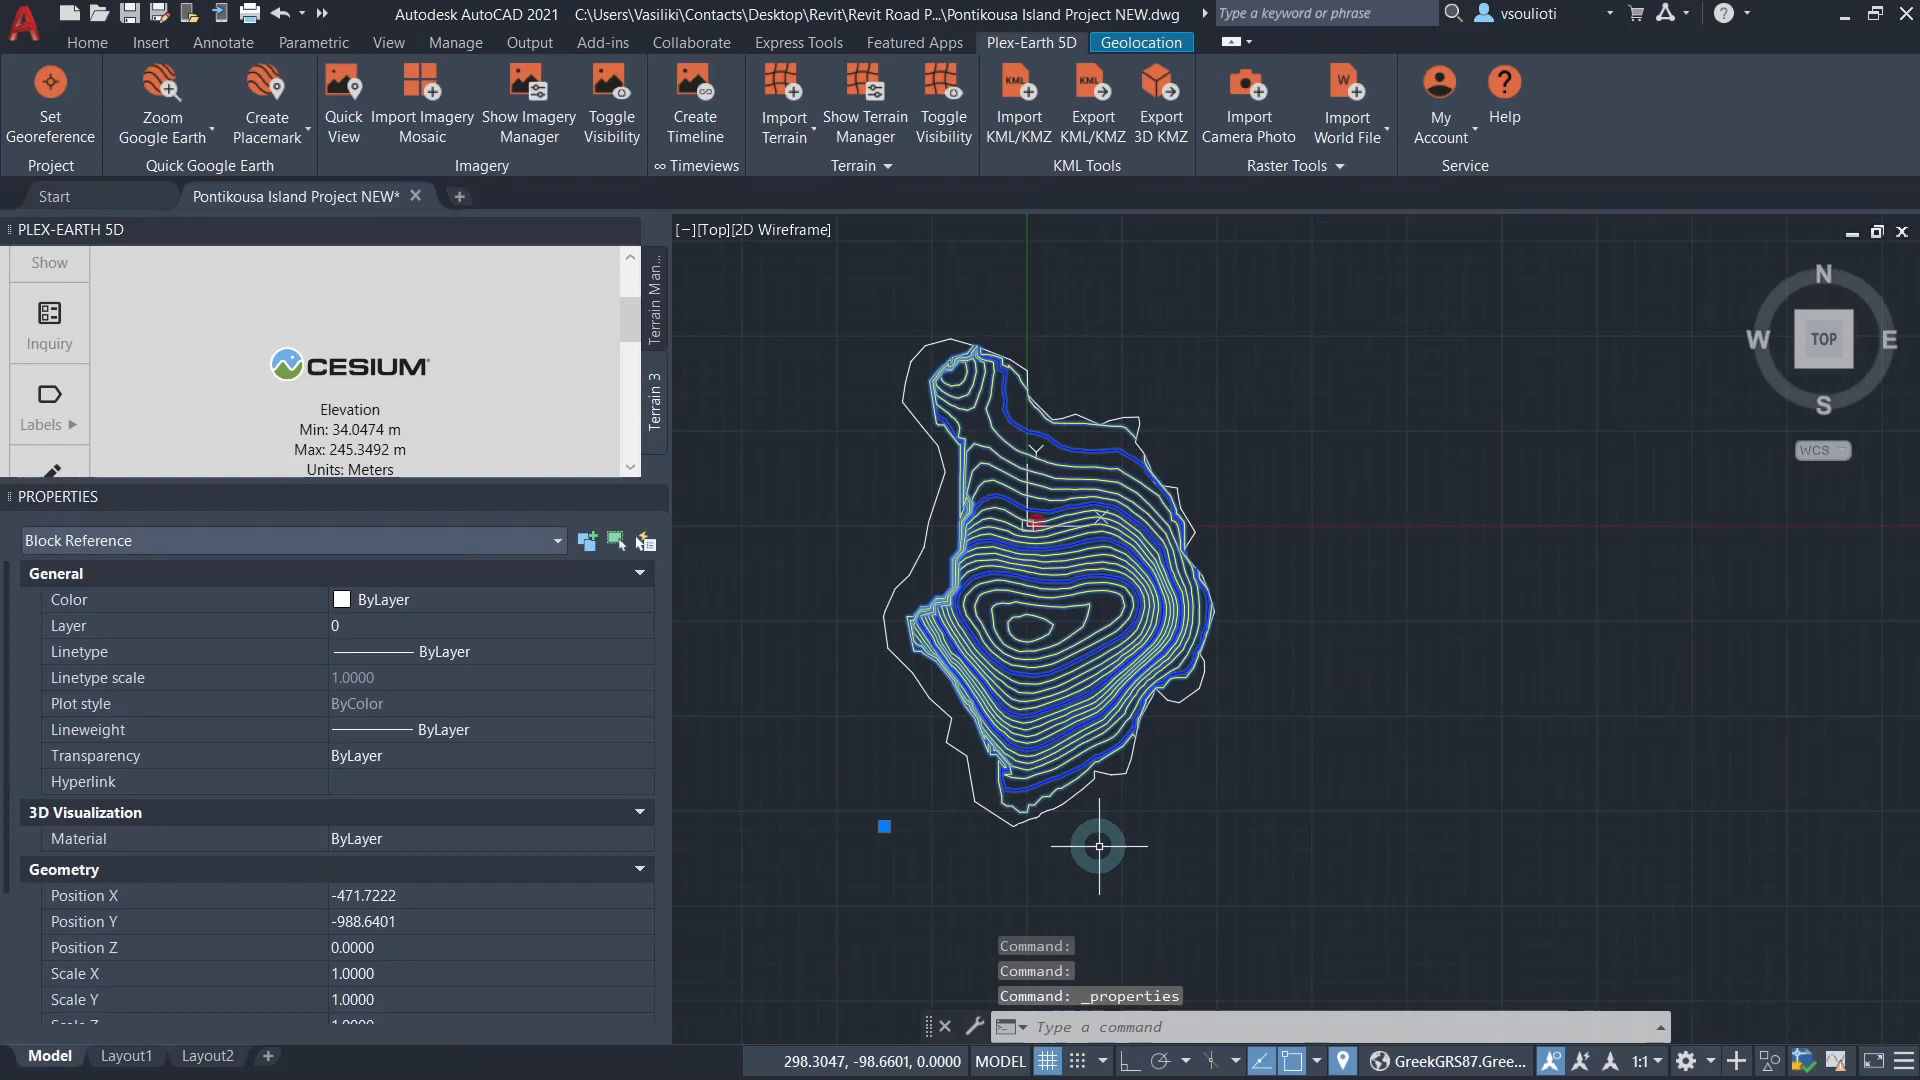 Autodesk AutoCAD 2021 C:\Users\Vasiliki\Contacts\Desktop\Revit\Revit Road P...\Pontikousa Island Project NEW.dwg Type a keyword or phrase vsoulioti
Home Insert Annotate Parametric View Manage Output Add-ins Collaborate Express Tools Featured Apps Plex-Earth 5D Geolocation
Set Georeference
Zoom Google Earth
Create Placemark
Quick View
Import Imagery Mosaic
Show Imagery Manager
Toggle Visibility
Create Timeline
Import Terrain
Show Terrain Manager
Toggle Visibility
KML
Import KML/KMZ
KML
Export KML/KMZ
Export 3D KMZ
Import Camera Photo
W
Import World File
My Account
Help
Project Quick Google Earth Imagery ∞ Timeviews Terrain KML Tools Raster Tools Service
Start Pontikousa Island Project NEW*
PLEX-EARTH 5D
Show
Inquiry
Labels
CESIUM
Elevation
Min: 34.0474 m
Max: 245.3492 m
Units: Meters
Terrain Man...
Terrain 3
PROPERTIES
Block Reference
General
Color ByLayer
Layer 0
Linetype ByLayer
Linetype scale 1.0000
Plot style ByColor
Lineweight ByLayer
Transparency ByLayer
Hyperlink
3D Visualization
Material ByLayer
Geometry
Position X -471.7222
Position Y -988.6401
Position Z 0.0000
Scale X 1.0000
Scale Y 1.0000
[−][Top][2D Wireframe]
Y
X
N
W TOP E
S
WCS
Command:
Command:
Command: _properties
Type a command
Model Layout1 Layout2
298.3047, -98.6601, 0.0000 MODEL GreekGRS87.Gree... 1:1